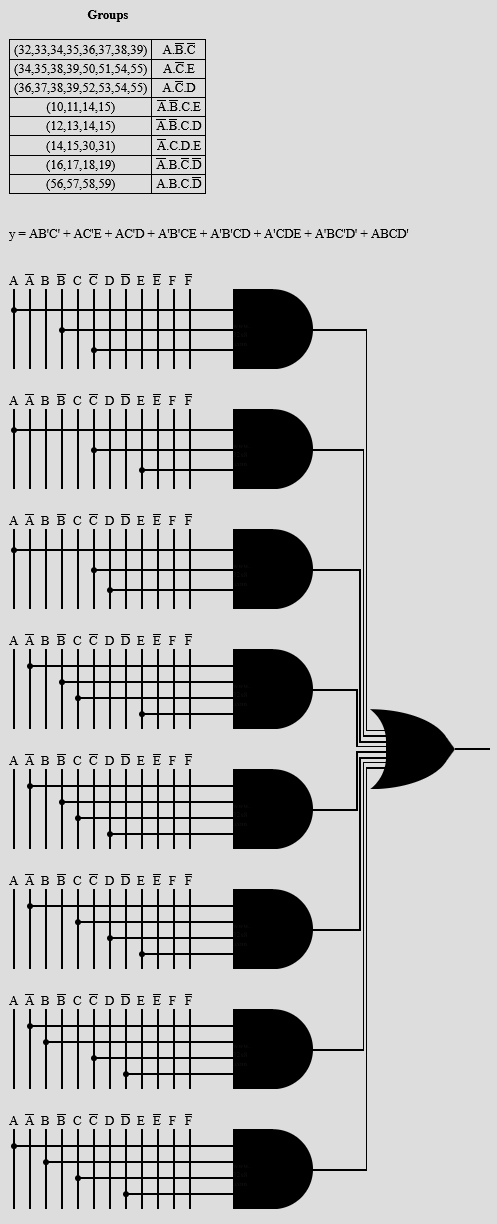 Groups
(32,33,34,35,36,37,38,39) A.B̅.C̅
(34,35,38,39,50,51,54,55) A.C̅.E
(36,37,38,39,52,53,54,55) A.C̅.D
(10,11,14,15) A̅.B̅.C.E
(12,13,14,15) A̅.B̅.C.D
(14,15,30,31) A̅.C.D.E
(16,17,18,19) A̅.B.C̅.D̅
(56,57,58,59) A.B.C.D̅
y = AB'C' + AC'E + AC'D + A'B'CE + A'B'CD + A'CDE + A'BC'D' + ABCD'
A A̅ B B̅ C C̅ D D̅ E E̅ F F̅
A A̅ B B̅ C C̅ D D̅ E E̅ F F̅
A A̅ B B̅ C C̅ D D̅ E E̅ F F̅
A A̅ B B̅ C C̅ D D̅ E E̅ F F̅
A A̅ B B̅ C C̅ D D̅ E E̅ F F̅
A A̅ B B̅ C C̅ D D̅ E E̅ F F̅
A A̅ B B̅ C C̅ D D̅ E E̅ F F̅
A A̅ B B̅ C C̅ D D̅ E E̅ F F̅